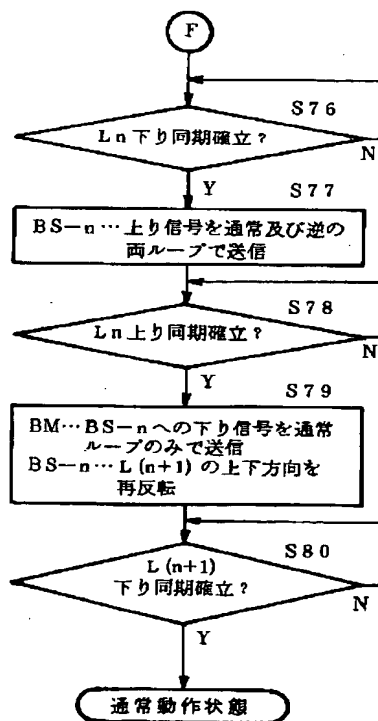 F
S76
Ln下り同期確立?
N
Y
S77
BS−n…上り信号を通常及び逆の
両ループで送信
S78
Ln上り同期確立?
N
Y
S79
BM…BS−nへの下り信号を通常
ループのみで送信
BS−n…L(n+1)の上下方向を
再反転
S80
L(n+1)
下り同期確立?
N
Y
通常動作状態